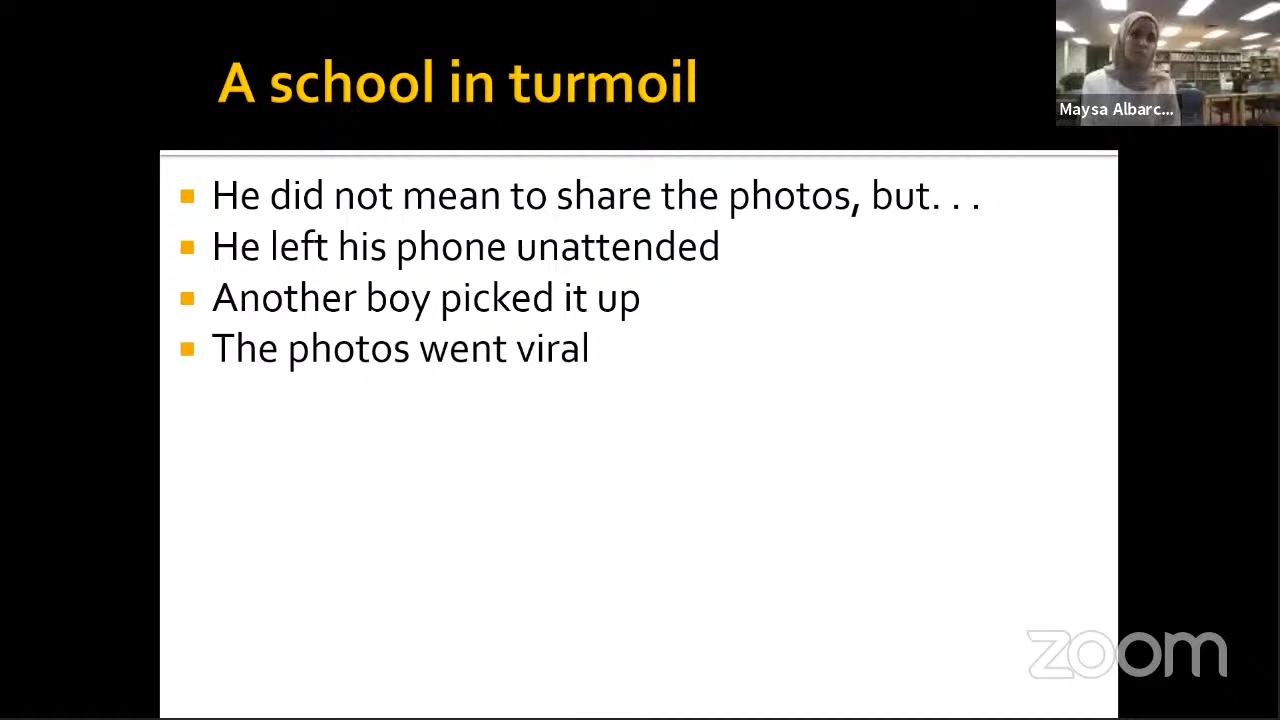 A school in turmoil
Maysa Albarc...
He did not mean to share the photos, but. . .
He left his phone unattended
Another boy picked it up
The photos went viral
zoom